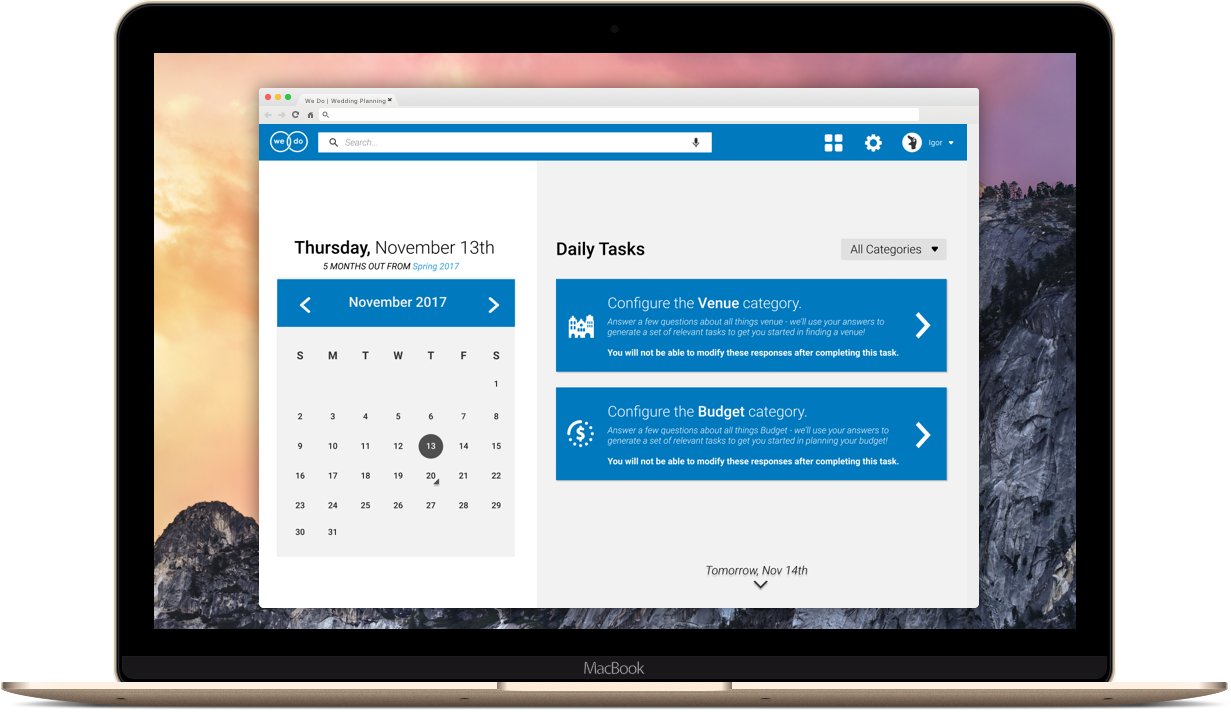 We Do | Wedding Planning
we do
Search...
Igor
Thursday, November 13th
5 MONTHS OUT FROM Spring 2017
November 2017
S M T W T F S
1
2 3 4 5 6 7 8
9 10 11 12 13 14 15
16 17 18 19 20 21 22
23 24 25 26 27 28 29
30 31
Daily Tasks
All Categories
Configure the Venue category.
Answer a few questions about all things venue - we'll use your answers to
generate a set of relevant tasks to get you started in finding a venue!
You will not be able to modify these responses after completing this task.
Configure the Budget category.
Answer a few questions about all things Budget - we'll use your answers to
generate a set of relevant tasks to get you started in planning your budget!
You will not be able to modify these responses after completing this task.
Tomorrow, Nov 14th
MacBook